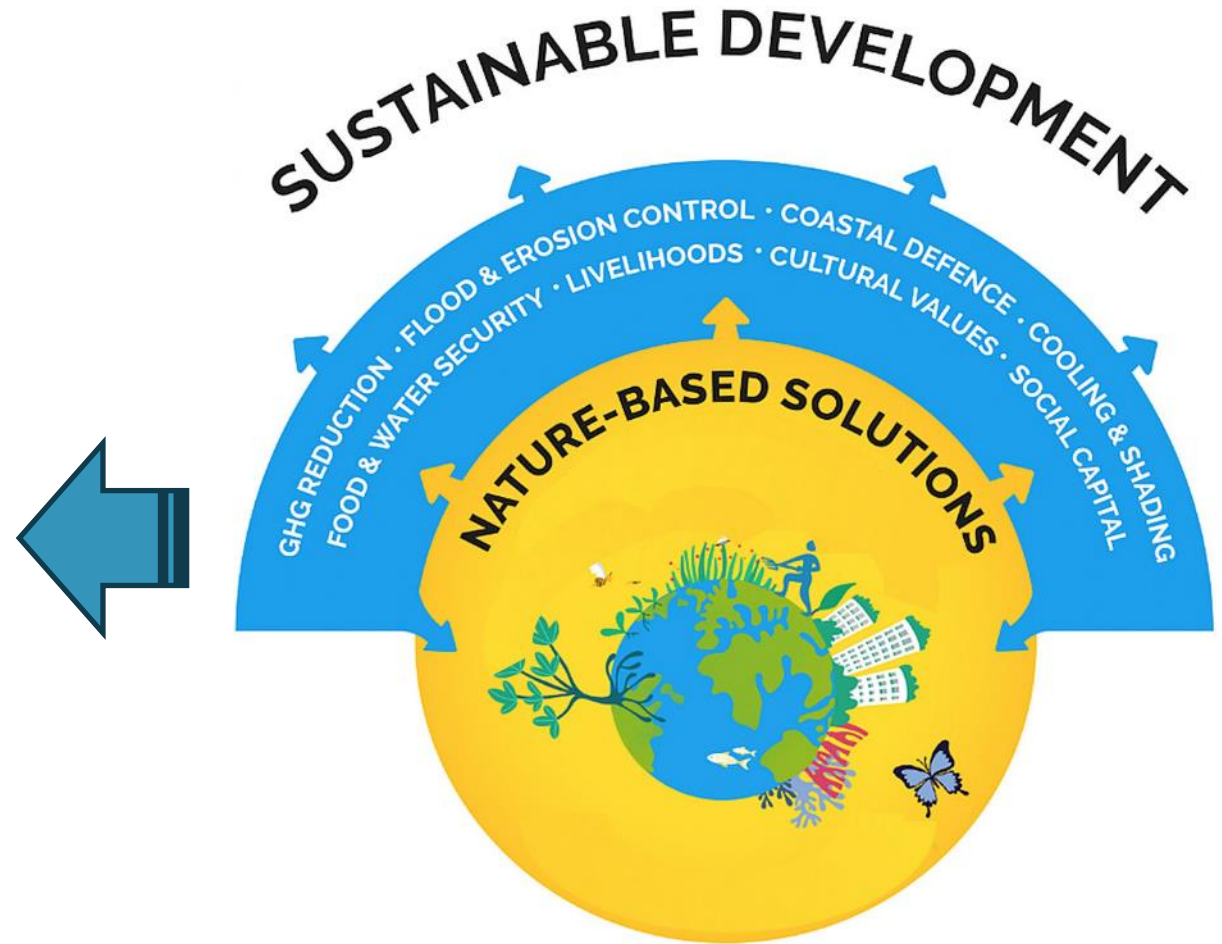 SUSTAINABLE DEVELOPMENT
GHG REDUCTION · FLOOD & EROSION CONTROL · COASTAL DEFENCE · COOLING & SHADING
FOOD & WATER SECURITY · LIVELIHOODS · CULTURAL VALUES · SOCIAL CAPITAL
NATURE-BASED SOLUTIONS